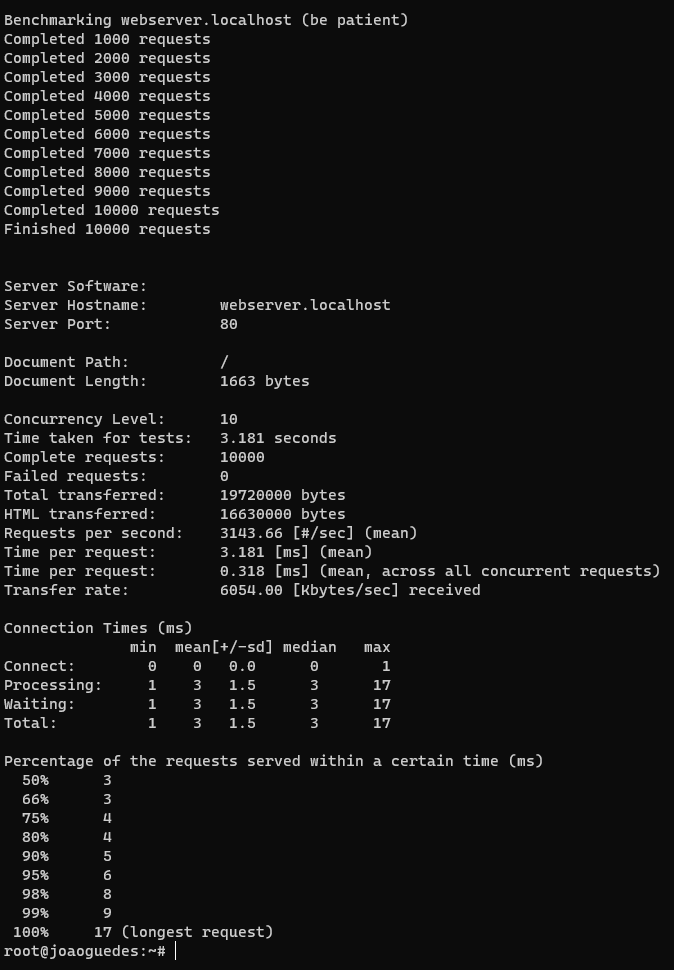 Benchmarking webserver.localhost (be patient)
Completed 1000 requests
Completed 2000 requests
Completed 3000 requests
Completed 4000 requests
Completed 5000 requests
Completed 6000 requests
Completed 7000 requests
Completed 8000 requests
Completed 9000 requests
Completed 10000 requests
Finished 10000 requests
Server Software:
Server Hostname:        webserver.localhost
Server Port:            80
Document Path:          /
Document Length:        1663 bytes
Concurrency Level:      10
Time taken for tests:   3.181 seconds
Complete requests:      10000
Failed requests:        0
Total transferred:      19720000 bytes
HTML transferred:       16630000 bytes
Requests per second:    3143.66 [#/sec] (mean)
Time per request:       3.181 [ms] (mean)
Time per request:       0.318 [ms] (mean, across all concurrent requests)
Transfer rate:          6054.00 [Kbytes/sec] received
Connection Times (ms)
              min  mean[+/-sd] median   max
Connect:        0    0   0.0      0       1
Processing:     1    3   1.5      3      17
Waiting:        1    3   1.5      3      17
Total:          1    3   1.5      3      17
Percentage of the requests served within a certain time (ms)
  50%      3
  66%      3
  75%      4
  80%      4
  90%      5
  95%      6
  98%      8
  99%      9
 100%     17 (longest request)
root@joaoguedes:~#